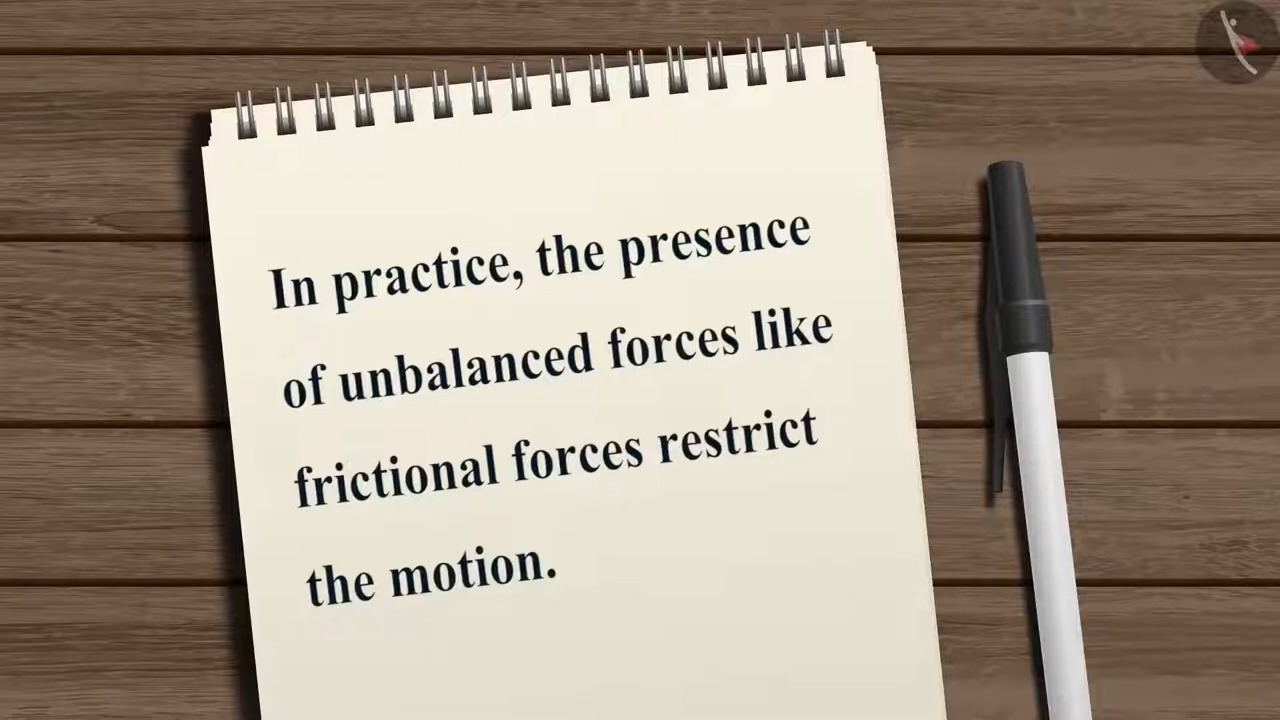 In practice, the presence
of unbalanced forces like
frictional forces restrict
the motion.